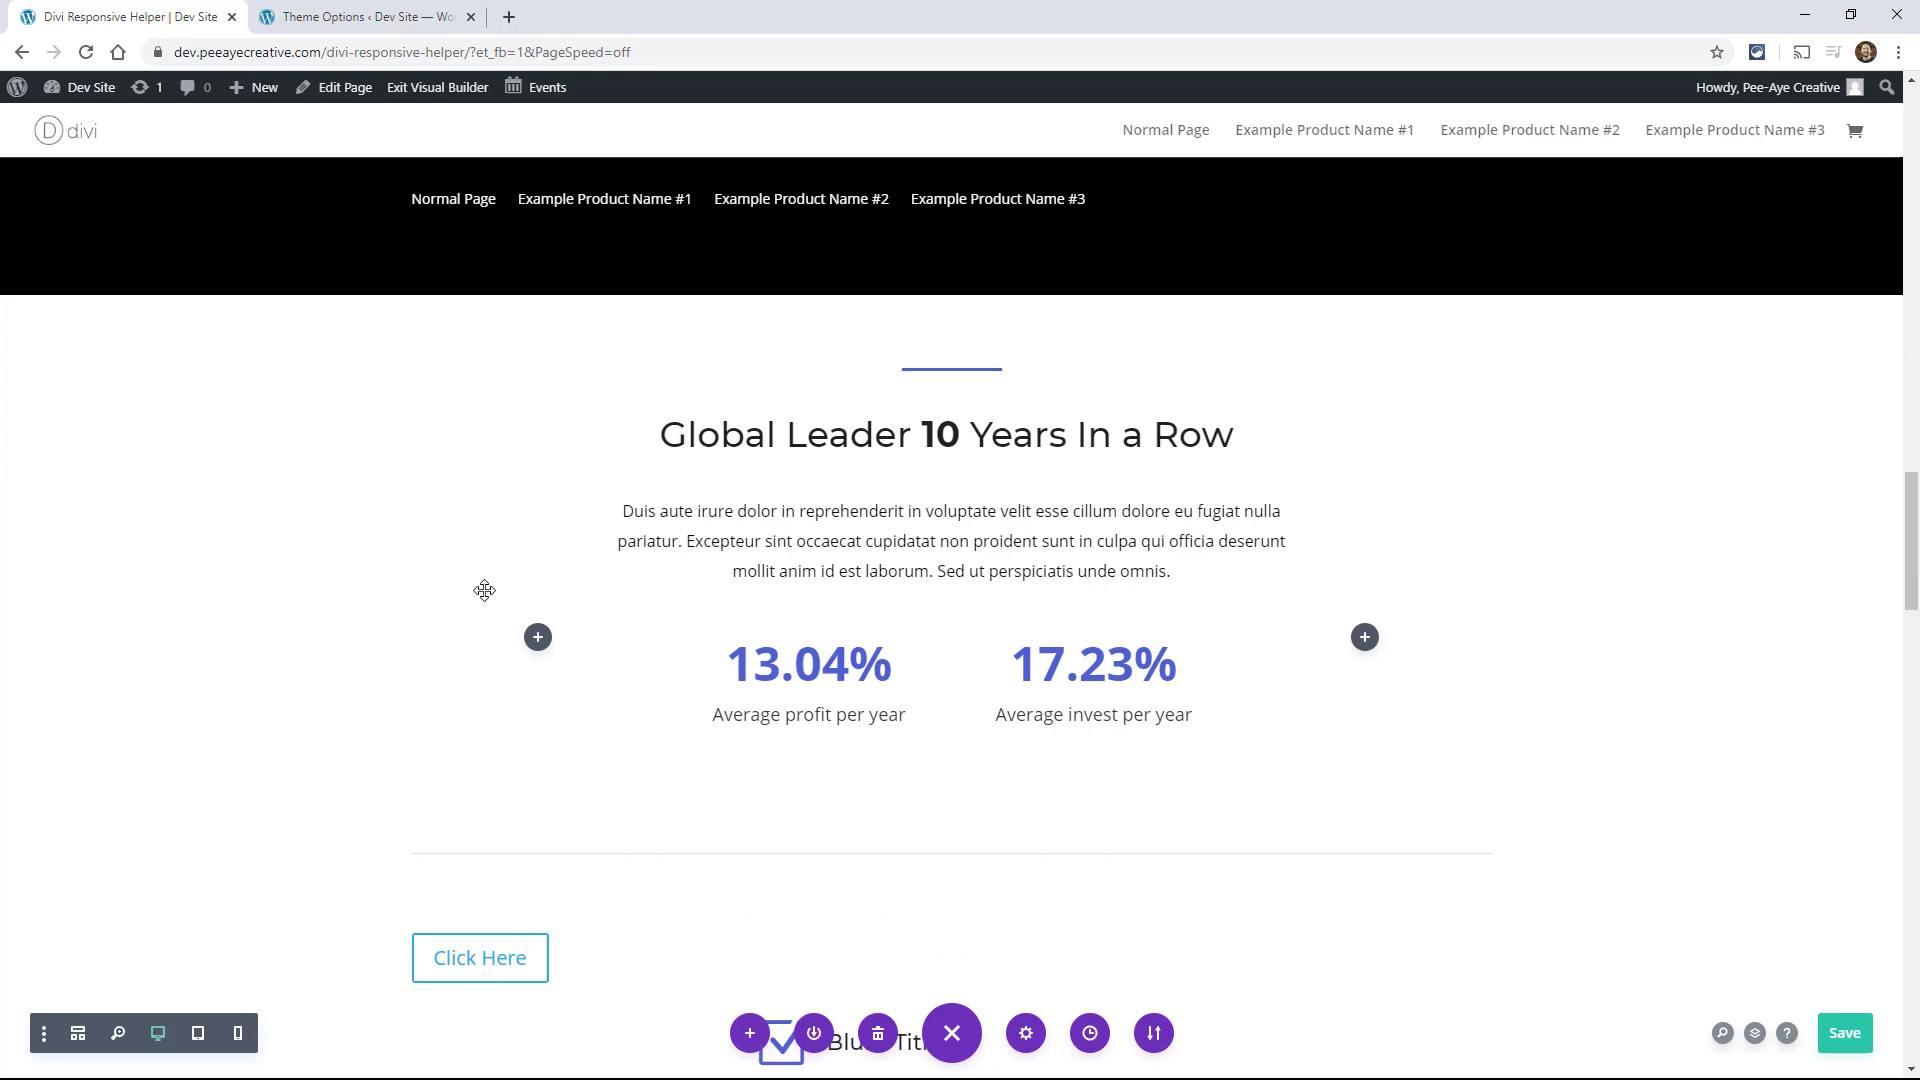 Divi Responsive Helper | Dev Site
Theme Options ‹ Dev Site — Wor
dev.peeayecreative.com/divi-responsive-helper/?et_fb=1&PageSpeed=off
Dev Site 1 0 New Edit Page Exit Visual Builder Events Howdy, Pee-Aye Creative
D divi Normal Page Example Product Name #1 Example Product Name #2 Example Product Name #3
Normal Page Example Product Name #1 Example Product Name #2 Example Product Name #3
Global Leader 10 Years In a Row
Duis aute irure dolor in reprehenderit in voluptate velit esse cillum dolore eu fugiat nulla
pariatur. Excepteur sint occaecat cupidatat non proident sunt in culpa qui officia deserunt
mollit anim id est laborum. Sed ut perspiciatis unde omnis.
13.04% 17.23%
Average profit per year Average invest per year
Click Here
Save